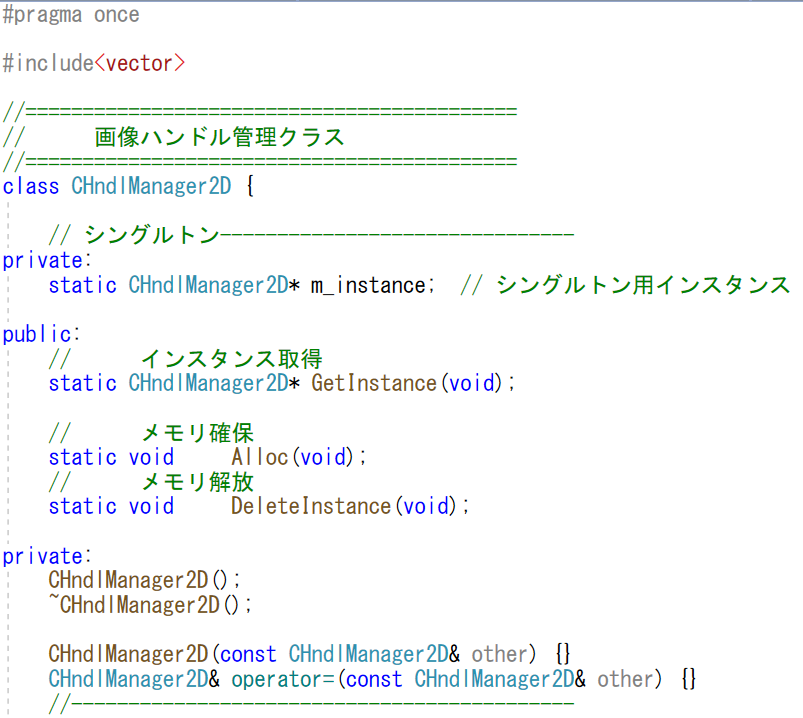 #pragma once
#include<vector>
//===========================================
//      画像ハンドル管理クラス
//===========================================
class CHndlManager2D {
    // シングルトン-------------------------------
private:
    static CHndlManager2D* m_instance;  // シングルトン用インスタンス
public:
    //      インスタンス取得
    static CHndlManager2D* GetInstance(void);
    //      メモリ確保
    static void     Alloc(void);
    //      メモリ解放
    static void     DeleteInstance(void);
private:
    CHndlManager2D();
    ~CHndlManager2D();
    CHndlManager2D(const CHndlManager2D& other) {}
    CHndlManager2D& operator=(const CHndlManager2D& other) {}
    //--------------------------------------------